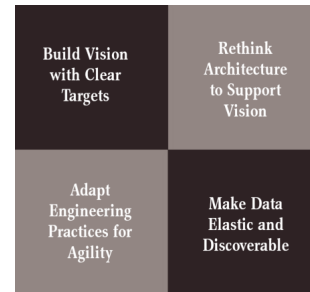 Build Vision
with Clear
Targets
Rethink
Architecture
to Support
Vision
Adapt
Engineering
Practices for
Agility
Make Data
Elastic and
Discoverable